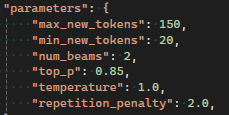 "parameters": {
"max_new_tokens": 150,
"min_new_tokens": 20,
"num_beams": 2,
"top_p": 0.85,
"temperature": 1.0,
"repetition_penalty": 2.0,